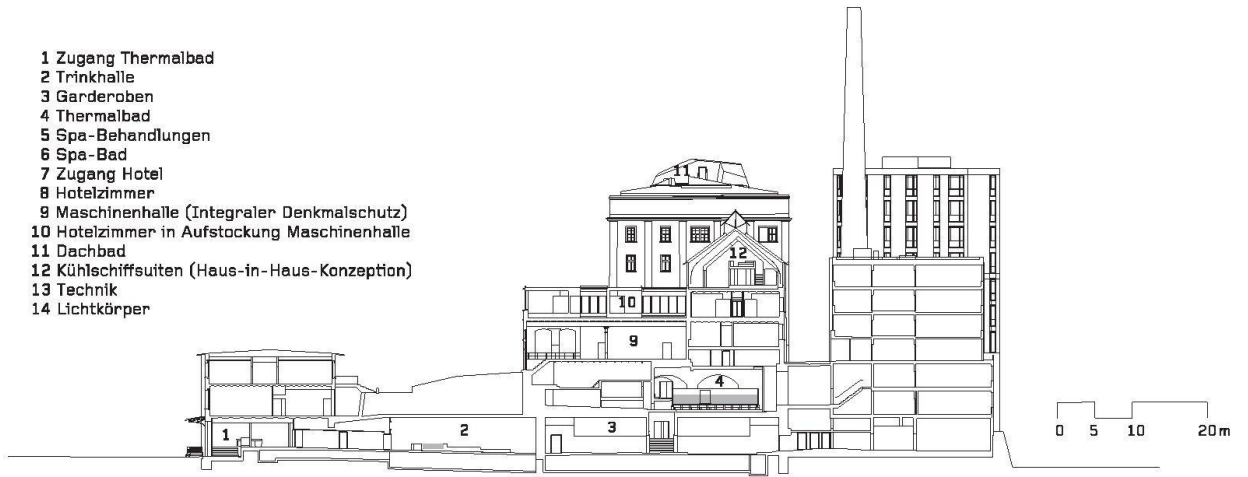 1 Zugang Thermalbad
2 Trinkhalle
3 Garderoben
4 Thermalbad
5 Spa-Behandlungen
6 Spa-Bad
7 Zugang Hotel
8 Hotelzimmer
9 Maschinenhalle (Integraler Denkmalschutz)
10 Hotelzimmer in Aufstockung Maschinenhalle
11 Dachbad
12 Kühlschiffsuiten (Haus-in-Haus-Konzeption)
13 Technik
14 Lichtkörper
11
12
10
9
4
1
2
3
0 5 10 20m